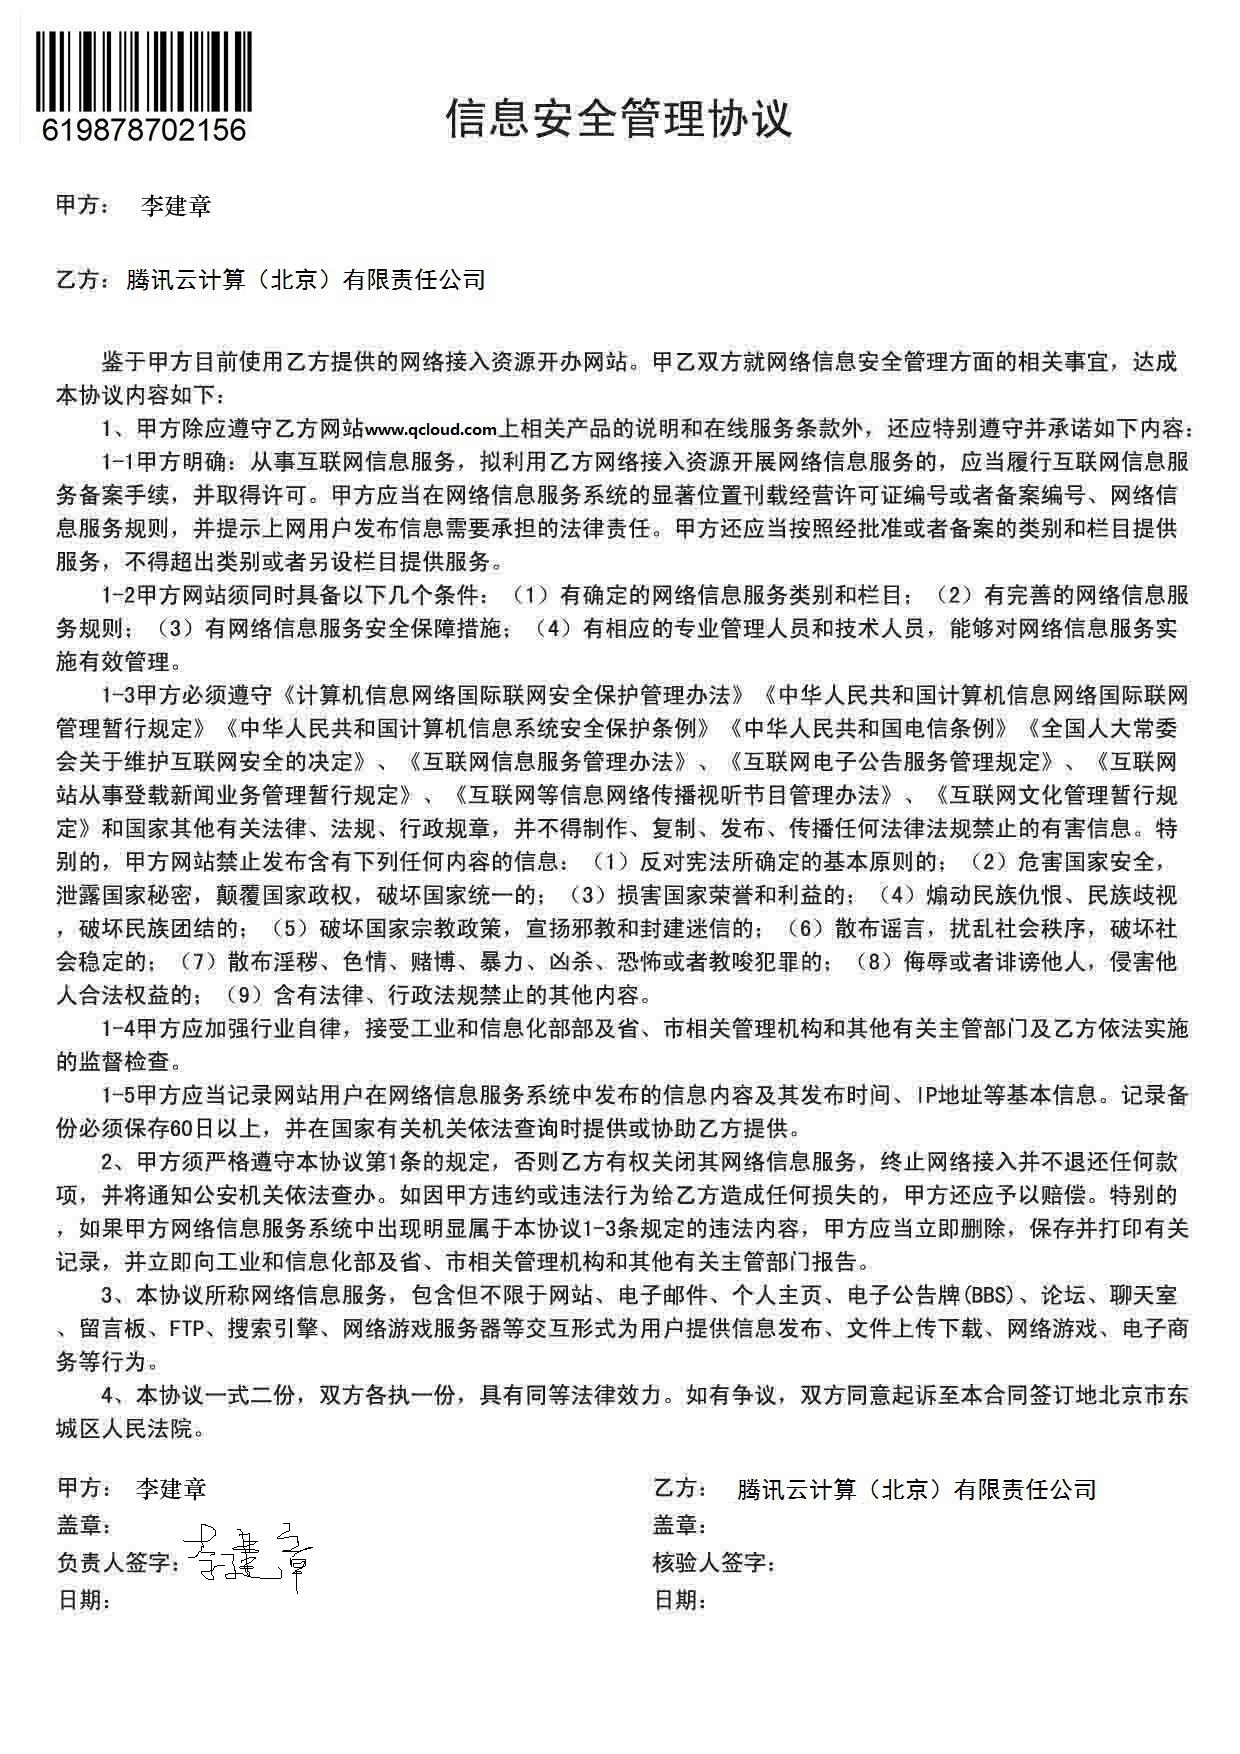 619878702156
信息安全管理协议
甲方： 李建章
乙方：腾讯云计算（北京）有限责任公司
鉴于甲方目前使用乙方提供的网络接入资源开办网站。甲乙双方就网络信息安全管理方面的相关事宜，达成
本协议内容如下：
1、甲方除应遵守乙方网站www.qcloud.com上相关产品的说明和在线服务条款外，还应特别遵守并承诺如下内容：
1-1甲方明确：从事互联网信息服务，拟利用乙方网络接入资源开展网络信息服务的，应当履行互联网信息服
务备案手续，并取得许可。甲方应当在网络信息服务系统的显著位置刊载经营许可证编号或者备案编号、网络信
息服务规则，并提示上网用户发布信息需要承担的法律责任。甲方还应当按照经批准或者备案的类别和栏目提供
服务，不得超出类别或者另设栏目提供服务。
1-2甲方网站须同时具备以下几个条件：（1）有确定的网络信息服务类别和栏目；（2）有完善的网络信息服
务规则；（3）有网络信息服务安全保障措施；（4）有相应的专业管理人员和技术人员，能够对网络信息服务实
施有效管理。
1-3甲方必须遵守《计算机信息网络国际联网安全保护管理办法》《中华人民共和国计算机信息网络国际联网
管理暂行规定》《中华人民共和国计算机信息系统安全保护条例》《中华人民共和国电信条例》《全国人大常委
会关于维护互联网安全的决定》、《互联网信息服务管理办法》、《互联网电子公告服务管理规定》、《互联网
站从事登载新闻业务管理暂行规定》、《互联网等信息网络传播视听节目管理办法》、《互联网文化管理暂行规
定》和国家其他有关法律、法规、行政规章，并不得制作、复制、发布、传播任何法律法规禁止的有害信息。特
别的，甲方网站禁止发布含有下列任何内容的信息：（1）反对宪法所确定的基本原则的；（2）危害国家安全，
泄露国家秘密，颠覆国家政权，破坏国家统一的；（3）损害国家荣誉和利益的；（4）煽动民族仇恨、民族歧视
，破坏民族团结的；（5）破坏国家宗教政策，宣扬邪教和封建迷信的；（6）散布谣言，扰乱社会秩序，破坏社
会稳定的；（7）散布淫秽、色情、赌博、暴力、凶杀、恐怖或者教唆犯罪的；（8）侮辱或者诽谤他人，侵害他
人合法权益的；（9）含有法律、行政法规禁止的其他内容。
1-4甲方应加强行业自律，接受工业和信息化部部及省、市相关管理机构和其他有关主管部门及乙方依法实施
的监督检查。
1-5甲方应当记录网站用户在网络信息服务系统中发布的信息内容及其发布时间、IP地址等基本信息。记录备
份必须保存60日以上，并在国家有关机关依法查询时提供或协助乙方提供。
2、甲方须严格遵守本协议第1条的规定，否则乙方有权关闭其网络信息服务，终止网络接入并不退还任何款
项，并将通知公安机关依法查办。如因甲方违约或违法行为给乙方造成任何损失的，甲方还应予以赔偿。特别的
，如果甲方网络信息服务系统中出现明显属于本协议1-3条规定的违法内容，甲方应当立即删除，保存并打印有关
记录，并立即向工业和信息化部及省、市相关管理机构和其他有关主管部门报告。
3、本协议所称网络信息服务，包含但不限于网站、电子邮件、个人主页、电子公告牌(BBS)、论坛、聊天室
、留言板、FTP、搜索引擎、网络游戏服务器等交互形式为用户提供信息发布、文件上传下载、网络游戏、电子商
务等行为。
4、本协议一式二份，双方各执一份，具有同等法律效力。如有争议，双方同意起诉至本合同签订地北京市东
城区人民法院。
甲方： 李建章 乙方： 腾讯云计算（北京）有限责任公司
盖章： 盖章：
负责人签字：李建章 核验人签字：
日期： 日期：